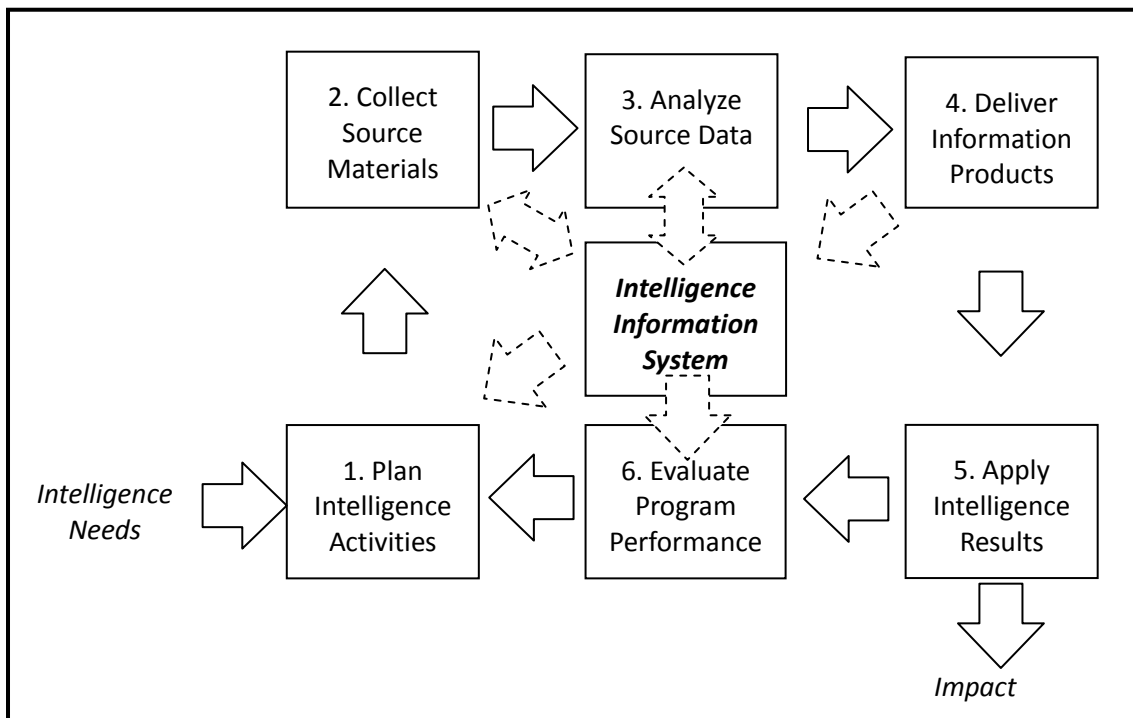 2. Collect
Source
Materials
3. Analyze
Source Data
4. Deliver
Information
Products
Intelligence
Information
System
Intelligence
Needs
1. Plan
Intelligence
Activities
6. Evaluate
Program
Performance
5. Apply
Intelligence
Results
Impact